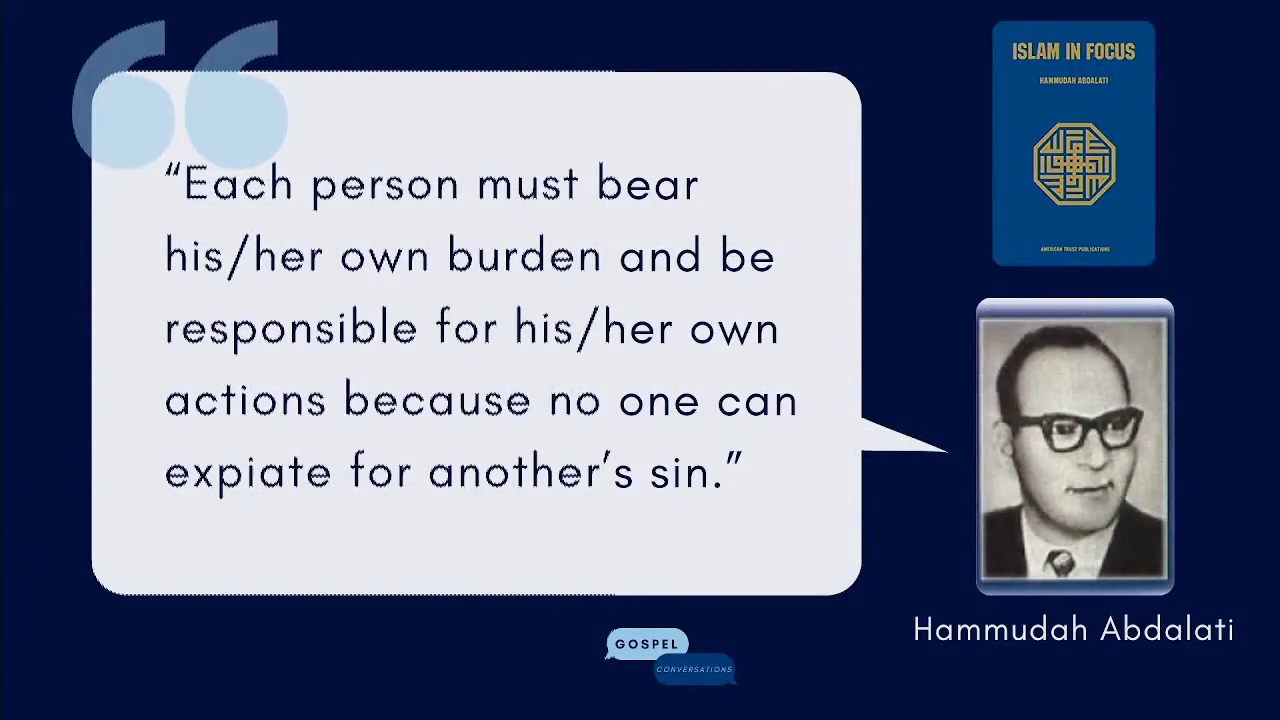 “Each person must bear
his/her own burden and be
responsible for his/her own
actions because no one can
expiate for another’s sin.”
ISLAM IN FOCUS
HAMMUDAH ABDALATI
AMERICAN TRUST PUBLICATIONS
Hammudah Abdalati
GOSPEL
CONVERSATIONS